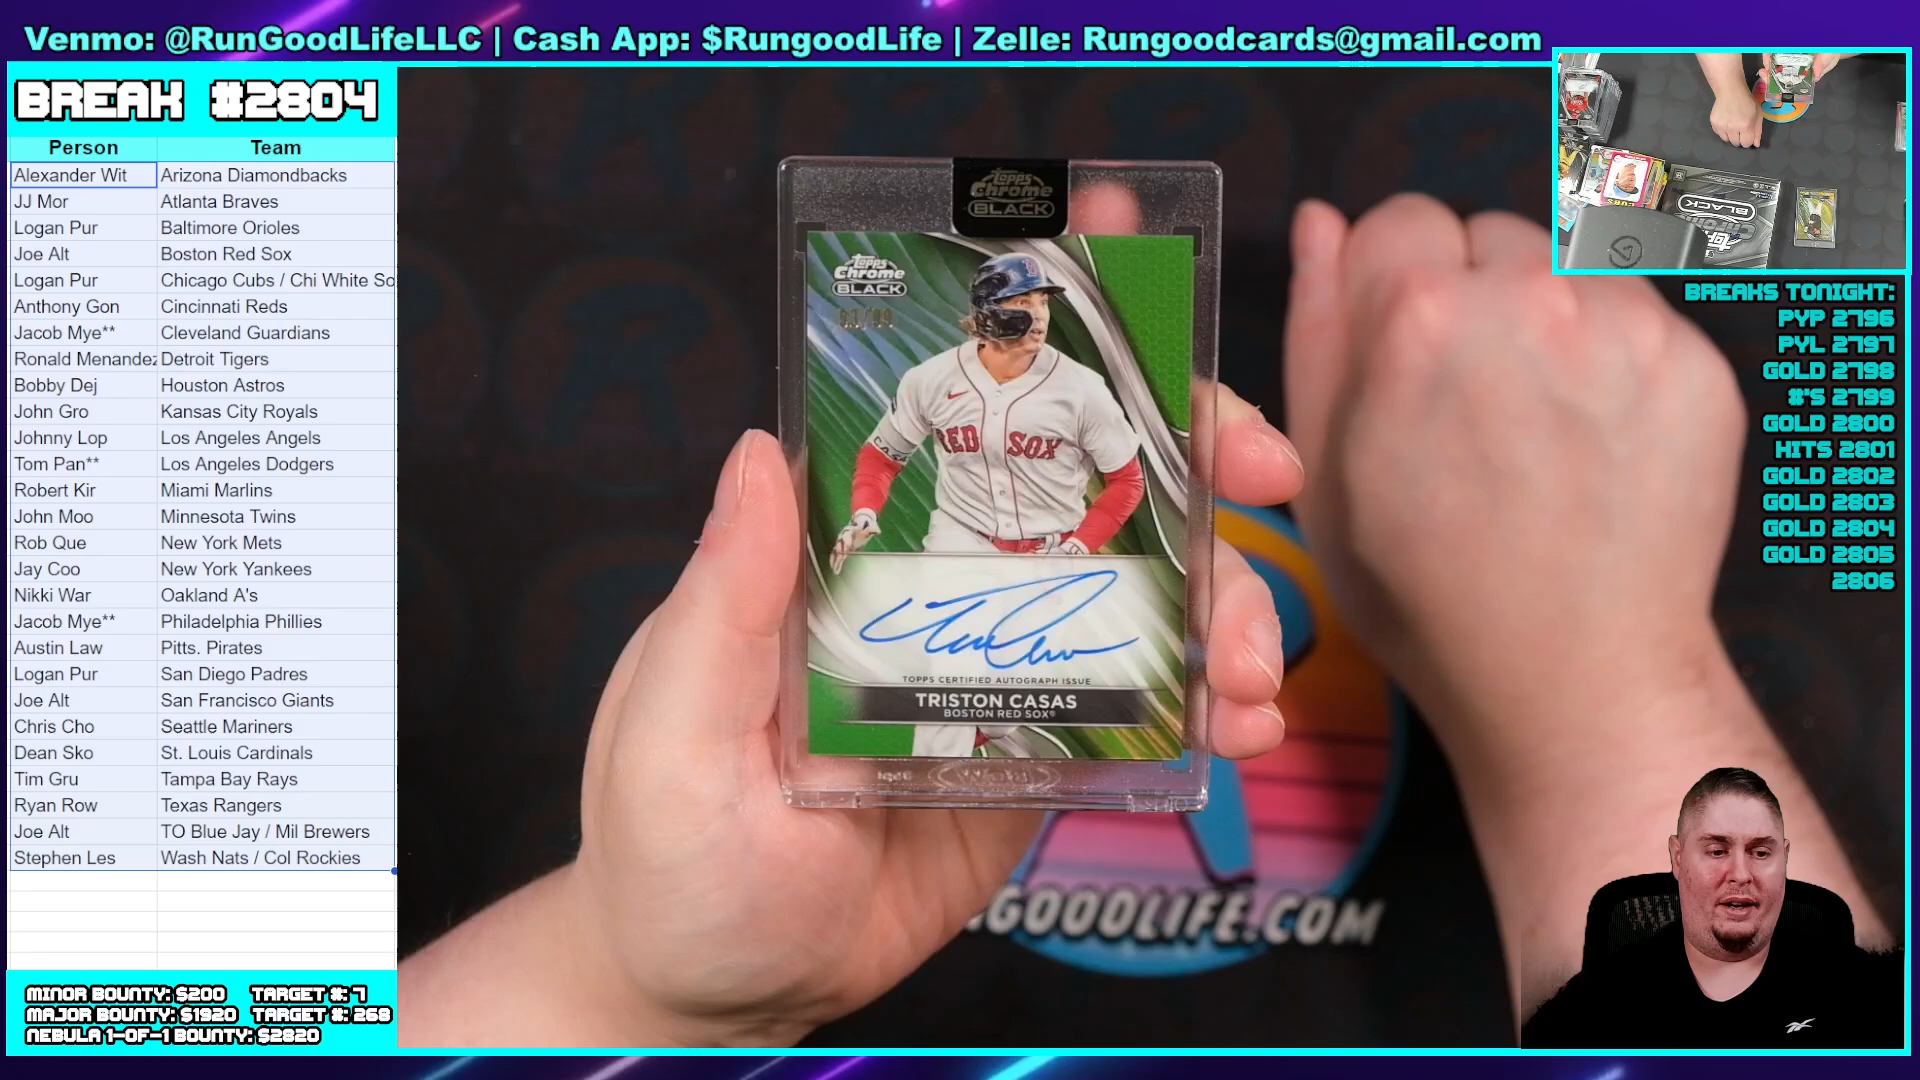 Venmo: @RunGoodLifeLLC | Cash App: $RungoodLife | Zelle: Rungoodcards@gmail.com
BREAK #2804
Person Team
Alexander Wit Arizona Diamondbacks
JJ Mor Atlanta Braves
Logan Pur Baltimore Orioles
Joe Alt Boston Red Sox
Logan Pur Chicago Cubs / Chi White So
Anthony Gon Cincinnati Reds
Jacob Mye** Cleveland Guardians
Ronald Menandez Detroit Tigers
Bobby Dej Houston Astros
John Gro Kansas City Royals
Johnny Lop Los Angeles Angels
Tom Pan** Los Angeles Dodgers
Robert Kir Miami Marlins
John Moo Minnesota Twins
Rob Que New York Mets
Jay Coo New York Yankees
Nikki War Oakland A's
Jacob Mye** Philadelphia Phillies
Austin Law Pitts. Pirates
Logan Pur San Diego Padres
Joe Alt San Francisco Giants
Chris Cho Seattle Mariners
Dean Sko St. Louis Cardinals
Tim Gru Tampa Bay Rays
Ryan Row Texas Rangers
Joe Alt TO Blue Jay / Mil Brewers
Stephen Les Wash Nats / Col Rockies
MINOR BOUNTY: $200 TARGET #: 7
MAJOR BOUNTY: $1920 TARGET #: 268
NEBULA 1-OF-1 BOUNTY: $2820
Topps
Chrome
BLACK
Topps
Chrome
BLACK
RED SOX
TOPPS CERTIFIED AUTOGRAPH ISSUE
TRISTON CASAS
BOSTON RED SOX®
GOODLIFE.COM
BLACK
BREAKS TONIGHT:
PYP 2796
PYL 2797
GOLD 2798
#'S 2799
GOLD 2800
HITS 2801
GOLD 2802
GOLD 2803
GOLD 2804
GOLD 2805
2806